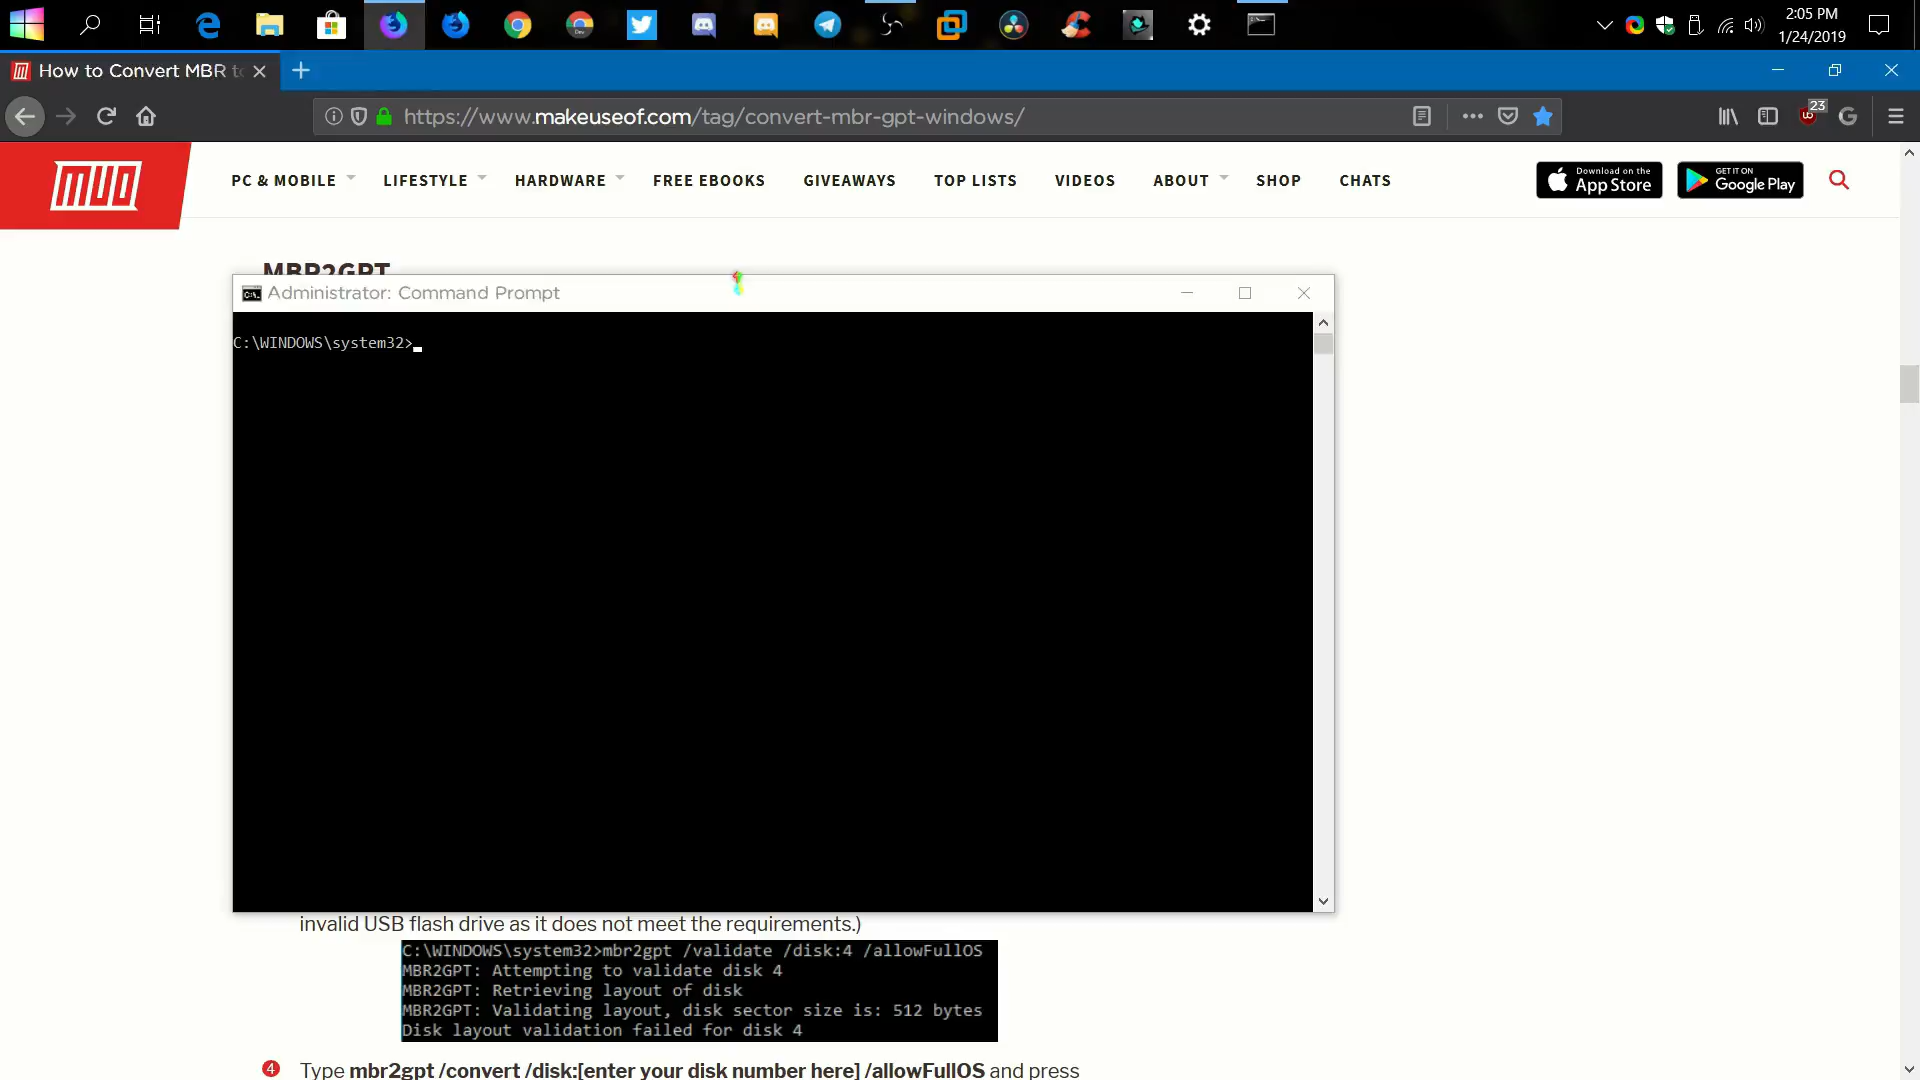 2:05 PM
1/24/2019
Dev
How to Convert MBR to
https://www.makeuseof.com/tag/convert-mbr-gpt-windows/
23
MUO
PC & MOBILE
LIFESTYLE
HARDWARE
FREE EBOOKS
GIVEAWAYS
TOP LISTS
VIDEOS
ABOUT
SHOP
CHATS
Download on the
App Store
GET IT ON
Google Play
MBR2GPT
C:\.
Administrator: Command Prompt
C:\WINDOWS\system32>
invalid USB flash drive as it does not meet the requirements.)
C:\WINDOWS\system32>mbr2gpt /validate /disk:4 /allowFullOS
MBR2GPT: Attempting to validate disk 4
MBR2GPT: Retrieving layout of disk
MBR2GPT: Validating layout, disk sector size is: 512 bytes
Disk layout validation failed for disk 4
4 Type mbr2gpt /convert /disk:[enter your disk number here] /allowFullOS and press